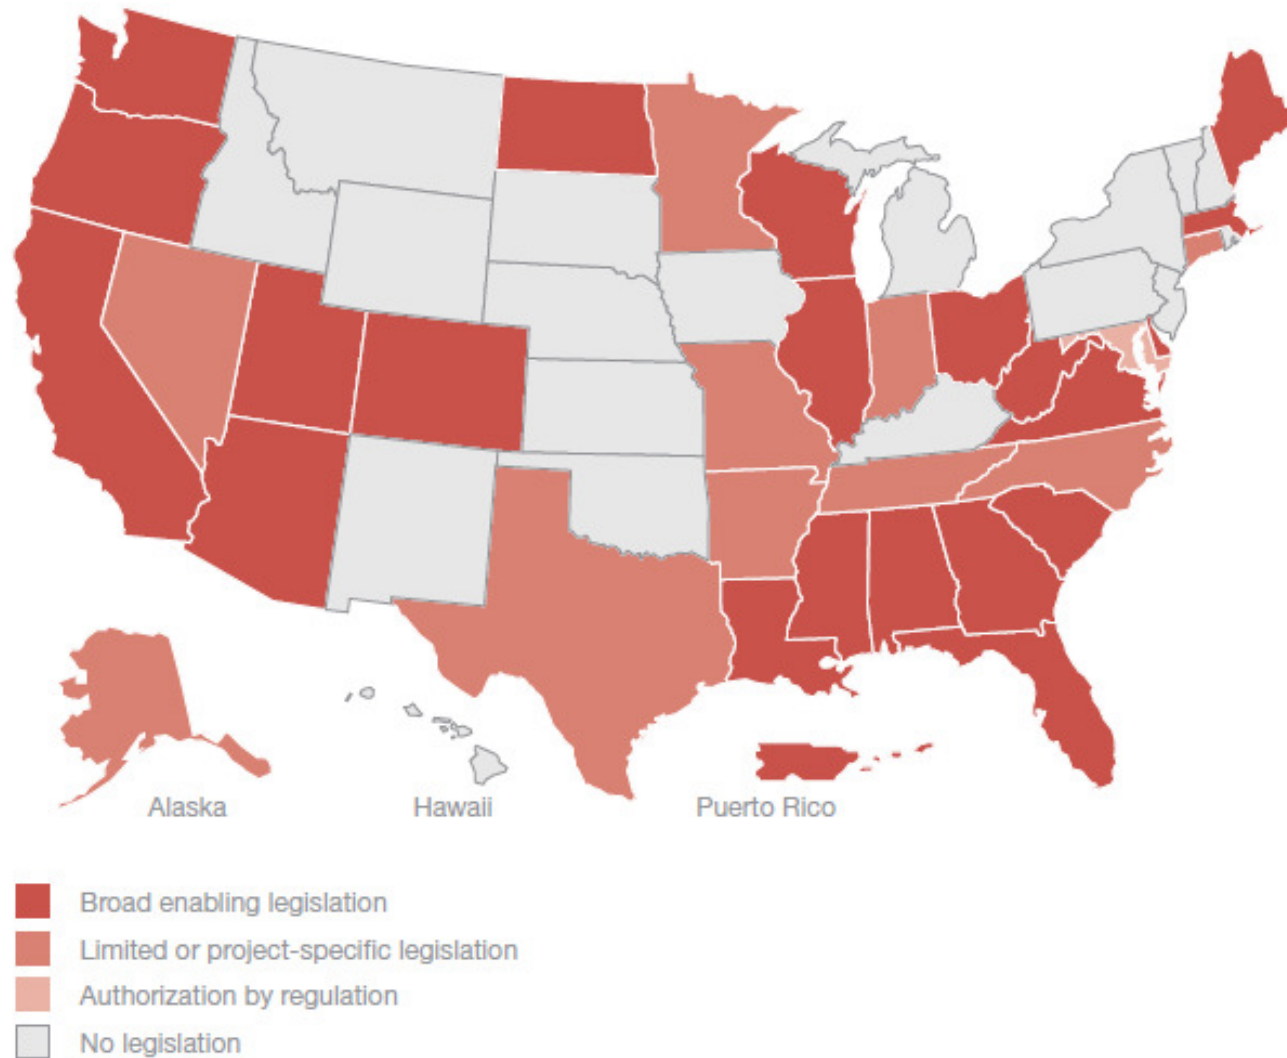 Alaska
Hawaii
Puerto Rico
Broad enabling legislation
Limited or project-specific legislation
Authorization by regulation
No legislation